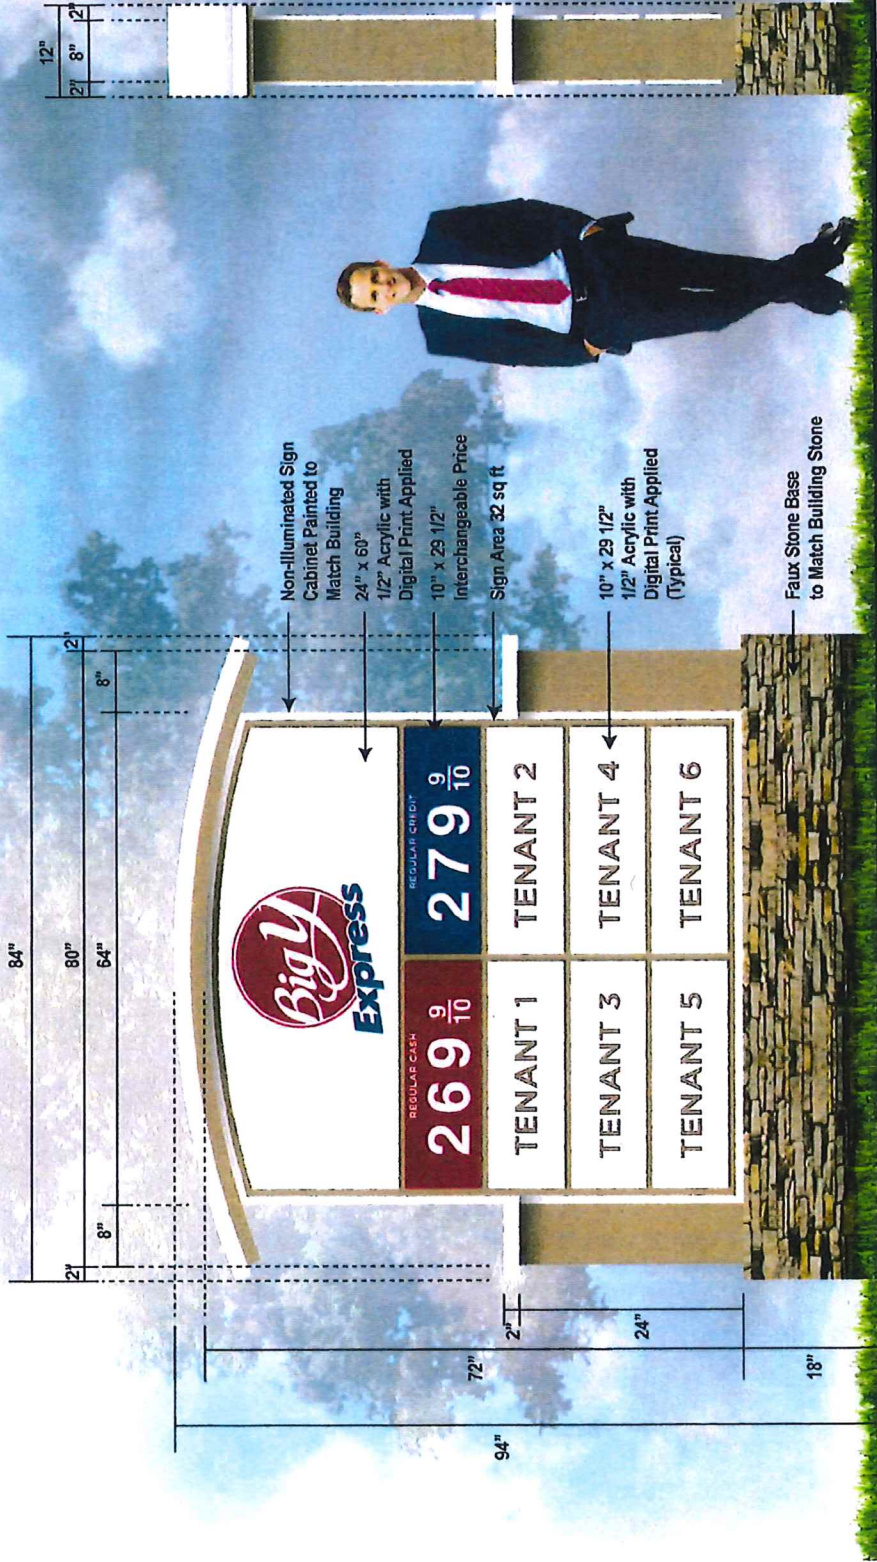 84"
2"
80"
8"
64"
8"
2"
12"
2"
8"
2"
Big Y
Express
REGULAR CASH
269 9/10
REGULAR CREDIT
279 9/10
TENANT 1
TENANT 2
TENANT 3
TENANT 4
TENANT 5
TENANT 6
94"
72"
2"
24"
18"
Non-Illuminated Sign
Cabinet Painted to
Match Building
24" x 60"
1/2" Acrylic with
Digital Print Applied
10" x 29 1/2"
Interchangeable Price
Sign Area 32 sq ft
10" x 29 1/2"
1/2" Acrylic with
Digital Print Applied
(Typical)
Faux Stone Base
to Match Building Stone